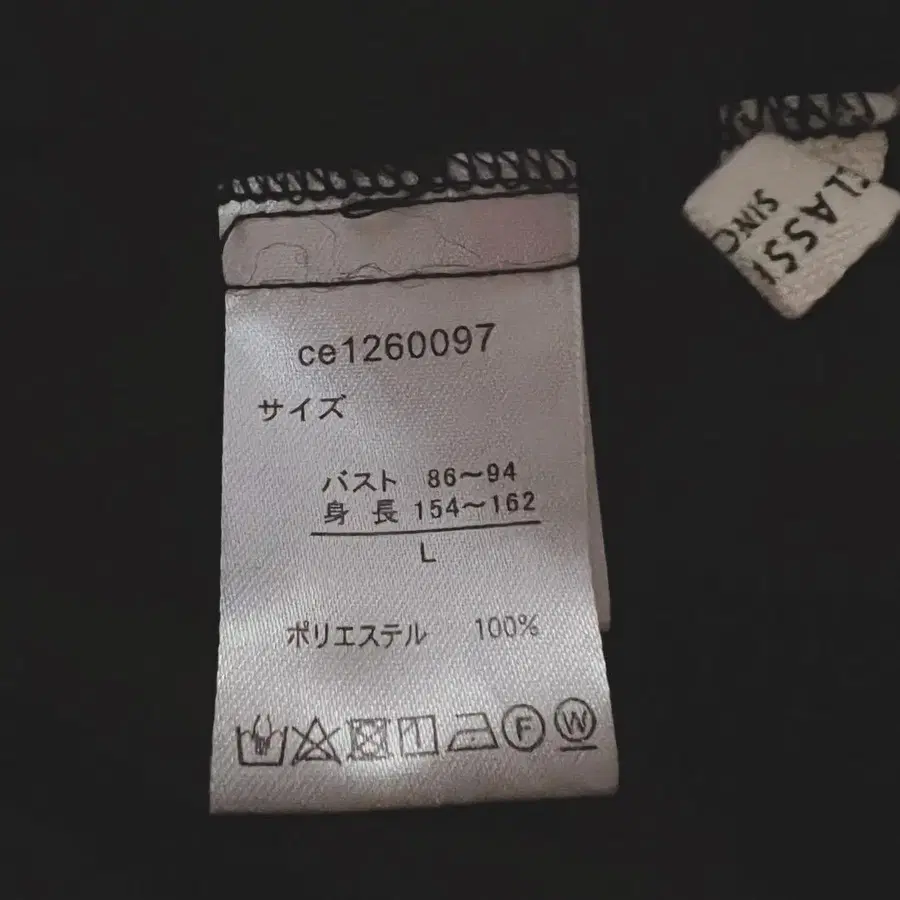 ce1260097
サイズ
バスト 86〜94
身 長 154〜162
L
ポリエステル 100%
F
W